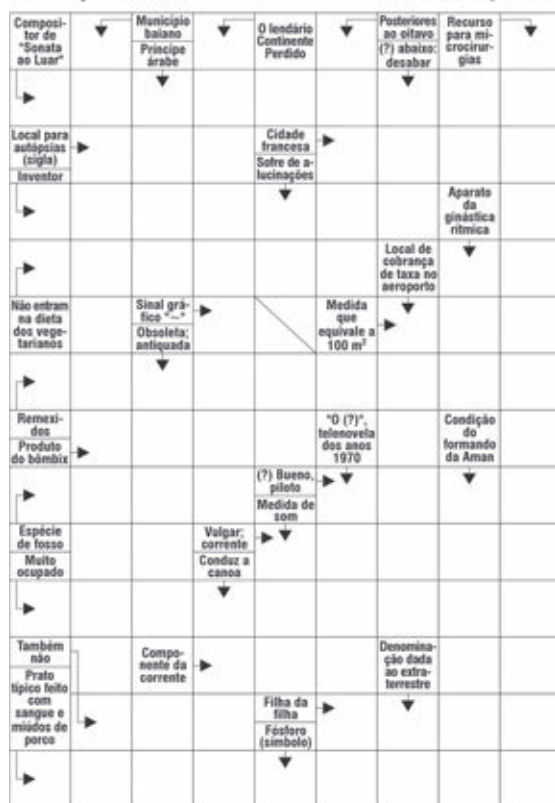 Composi-
tor de
"Sonata
ao Luar"
Município
baiano
Príncipe
árabe
O lendário
Continente
Perdido
Posteriores
ao oitavo
(?) abaixo:
desabar
Recurso
para mi-
crocirur-
gias
Local para
autópsias
(sigla)
Inventor
Cidade
francesa
Sofre de a-
lucinações
Aparato
da
ginástica
rítmica
Local de
cobrança
de taxa no
aeroporto
Não entram
na dieta
dos vege-
tarianos
Sinal grá-
fico "~"
Obsoleta;
antiquada
Medida
que
equivale a
100 m²
Remexi-
dos
Produto
do bômbix
"O (?)",
telenovela
dos anos
1970
Condição
do
formando
da Aman
(?) Bueno,
piloto
Medida de
som
Espécie
de fosso
Muito
ocupado
Vulgar;
corrente
Conduz a
canoa
Também
não
Prato
típico feito
com
sangue e
miúdos de
porco
Compo-
nente da
corrente
Denomina-
ção dada
ao extra-
terrestre
Filha da
filha
Fósforo
(símbolo)